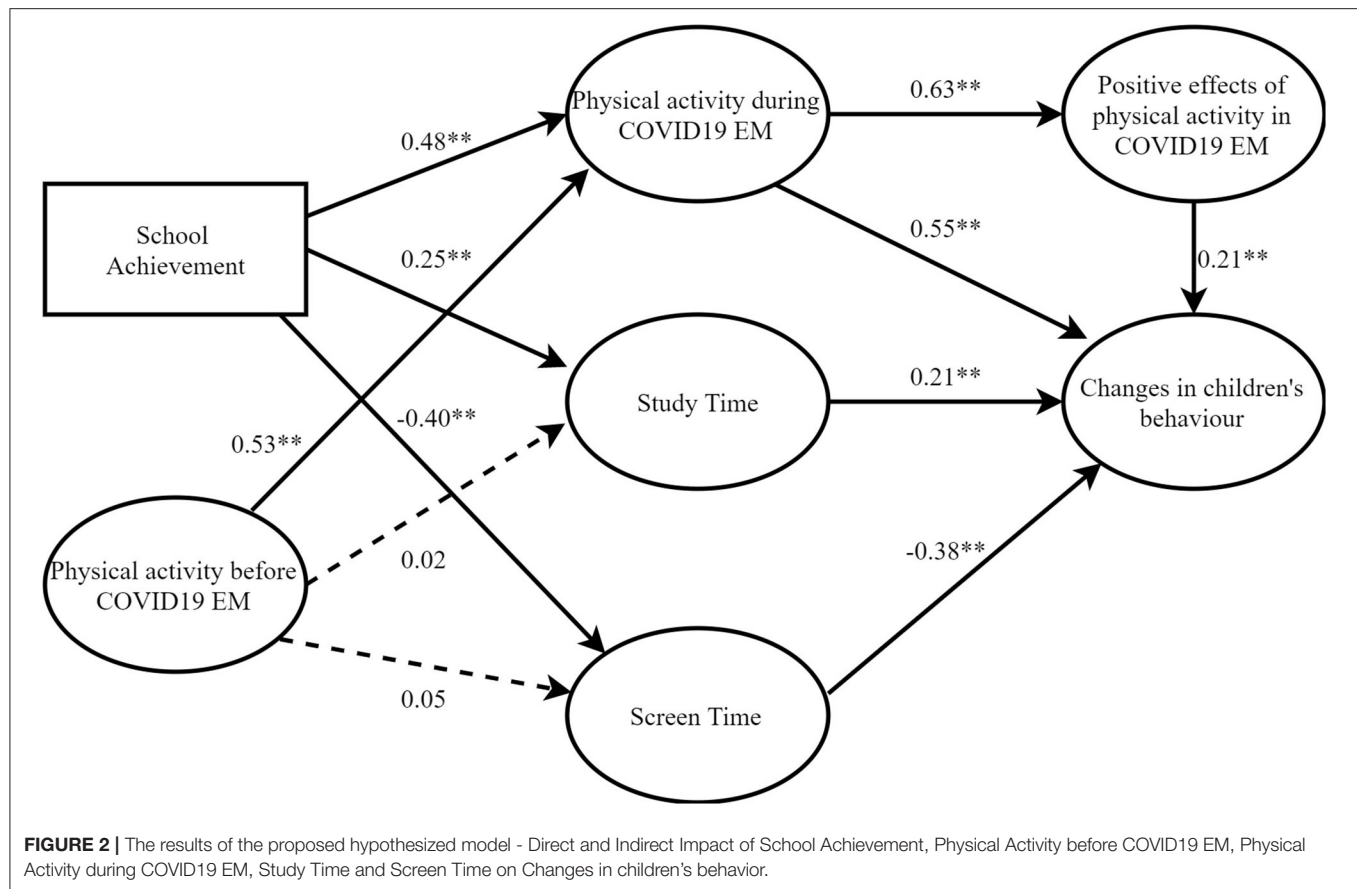 Physical activity during
COVID19 EM
0.63**
Positive effects of
physical activity in
COVID19 EM
0.48**
School
Achievement
0.25**
0.55**
0.21**
Study Time
0.21**
Changes in children's
behaviour
0.53**
-0.40**
Physical activity before
COVID19 EM
0.02
-0.38**
0.05
Screen Time
FIGURE 2 | The results of the proposed hypothesized model - Direct and Indirect Impact of School Achievement, Physical Activity before COVID19 EM, Physical
Activity during COVID19 EM, Study Time and Screen Time on Changes in children's behavior.